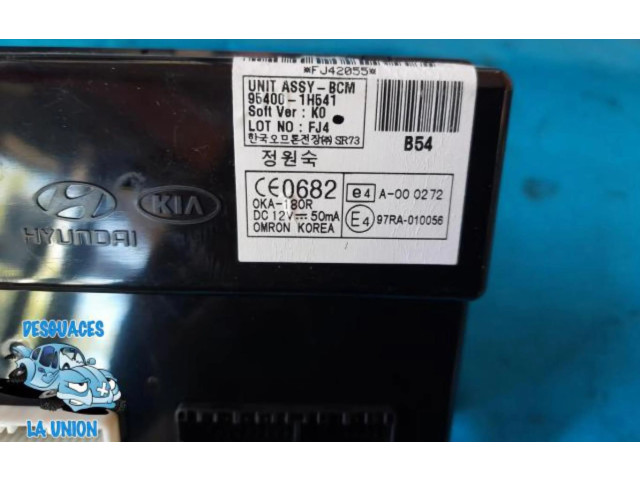 *FJ42055*
UNIT ASSY-BCM
95400-1H541
Soft Ver : K0
LOT NO : FJ4
한국오므론전장㈜ SR73
정원숙
B54
CE0682
OKA-180R
DC 12V 50mA
OMRON KOREA
e4 A-00 0272
E4 97RA-010056
HYUNDAI
KIA
DESGUACES
LA UNION